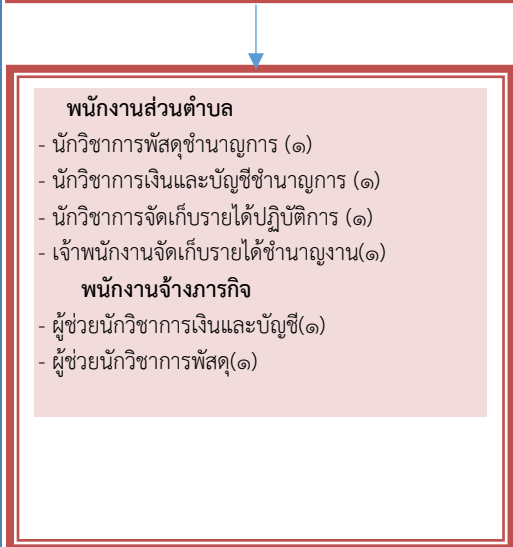 พนักงานส่วนตำบล
- นักวิชาการพัสดุชำนาญการ (๑)
- นักวิชาการเงินและบัญชีชำนาญการ (๑)
- นักวิชาการจัดเก็บรายได้ปฏิบัติการ (๑)
- เจ้าพนักงานจัดเก็บรายได้ชำนาญงาน(๑)
พนักงานจ้างภารกิจ
- ผู้ช่วยนักวิชาการเงินและบัญชี(๑)
- ผู้ช่วยนักวิชาการพัสดุ(๑)